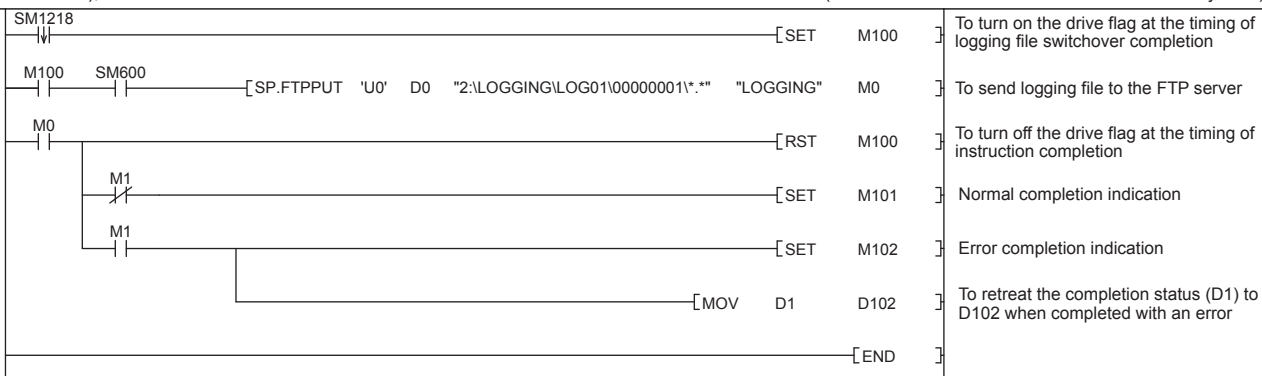 SM1218
SET M100 To turn on the drive flag at the timing of
logging file switchover completion
M100 SM600
SP.FTPPUT 'U0' D0 "2:\LOGGING\LOG01\00000001\*.*" "LOGGING" M0 To send logging file to the FTP server
M0
RST M100 To turn off the drive flag at the timing of
instruction completion
M1
SET M101 Normal completion indication
M1
SET M102 Error completion indication
MOV D1 D102 To retreat the completion status (D1) to
D102 when completed with an error
END